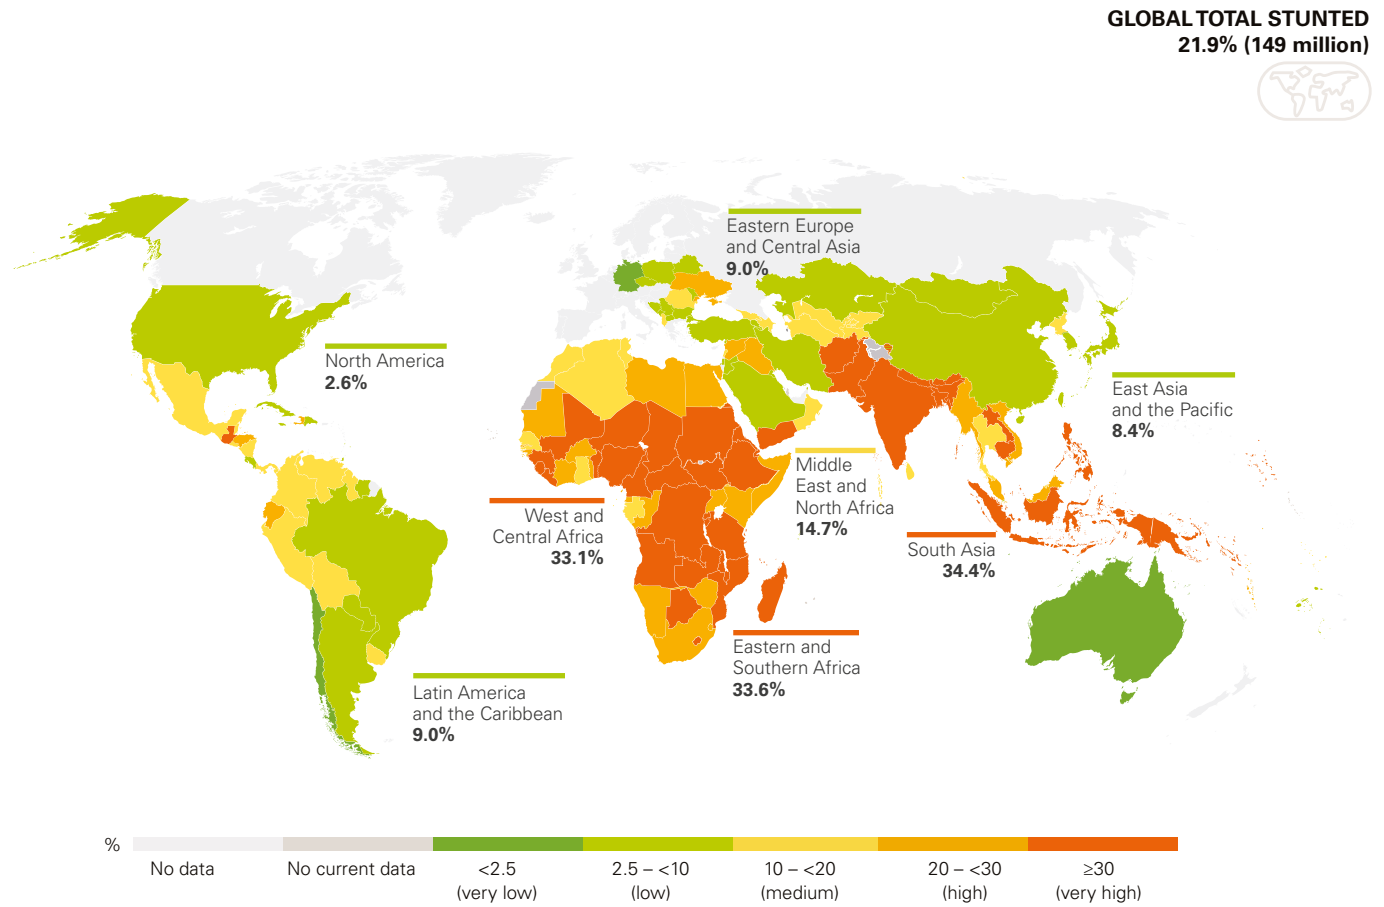 GLOBAL TOTAL STUNTED
21.9% (149 million)
Eastern Europe
and Central Asia
9.0%
North America
2.6%
East Asia
and the Pacific
8.4%
Middle
East and
North Africa
14.7%
West and
Central Africa
33.1%
South Asia
34.4%
Eastern and
Southern Africa
33.6%
Latin America
and the Caribbean
9.0%
%
No data
No current data
<2.5
(very low)
2.5 – <10
(low)
10 – <20
(medium)
20 – <30
(high)
≥30
(very high)